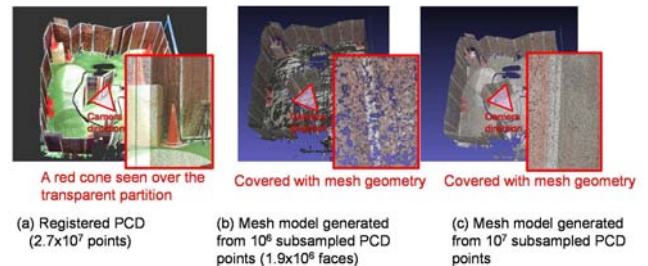 Camera
direction
Camera
direction
Camera
direction
A red cone seen over the
transparent partition
Covered with mesh geometry
Covered with mesh geometry
(a) Registered PCD
(2.7x10⁷ points)
(b) Mesh model generated
from 10⁶ subsampled PCD
points (1.9x10⁶ faces)
(c) Mesh model generated
from 10⁷ subsampled PCD
points